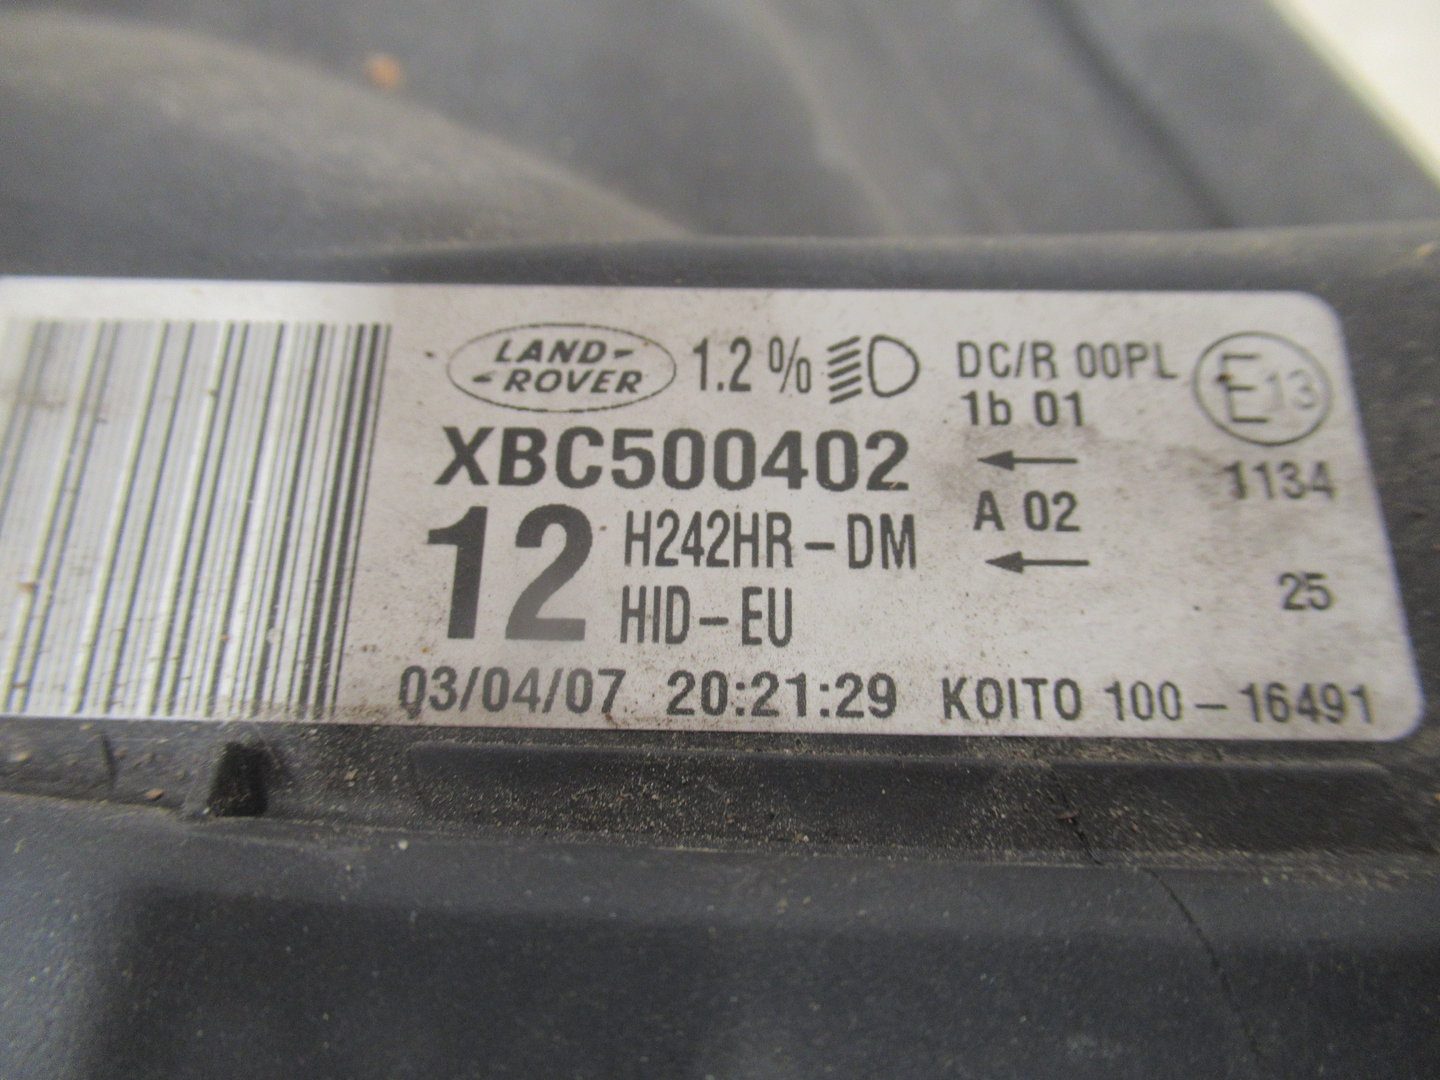 LAND-
-ROVER
1.2%
DC/R 00PL
E13
1b 01
XBC500402
1134
12
H242HR-DM
A 02
HID-EU
25
03/04/07 20:21:29 KOITO 100-16491